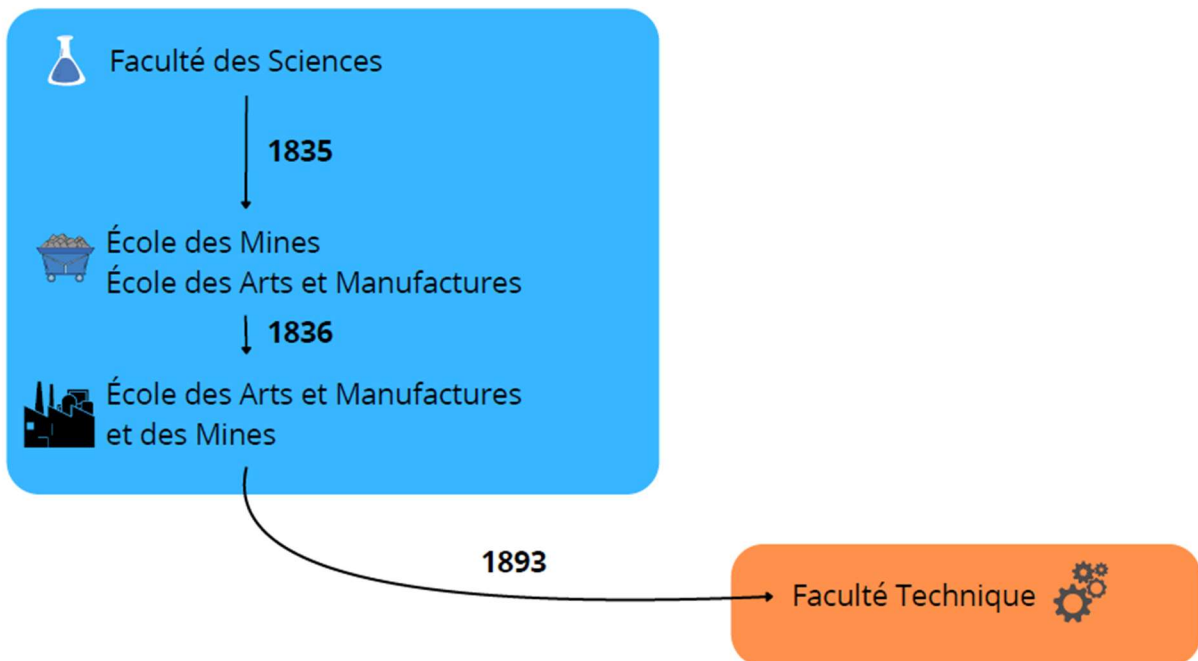 Faculté des Sciences
1835
École des Mines
École des Arts et Manufactures
1836
École des Arts et Manufactures
et des Mines
1893
Faculté Technique